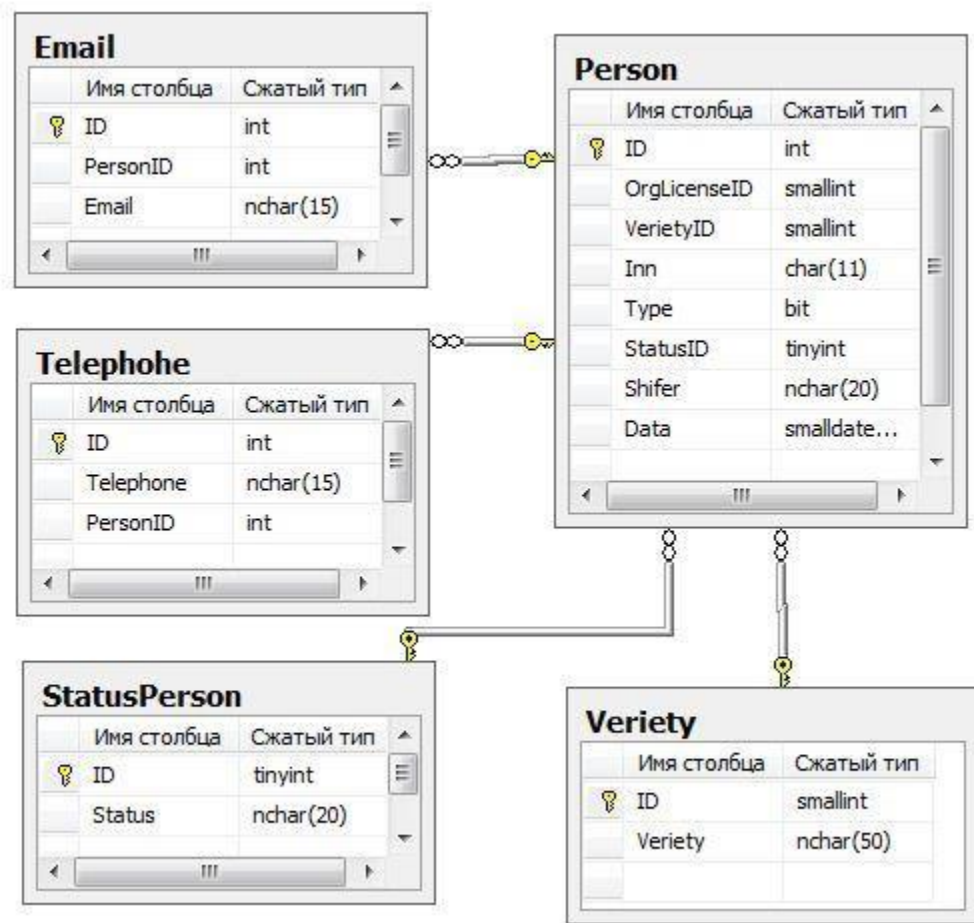 Email
Имя столбца Сжатый тип
ID int
PersonID int
Email nchar(15)
Person
Имя столбца Сжатый тип
ID int
OrgLicenseID smallint
VerietyID smallint
Inn char(11)
Type bit
StatusID tinyint
Shifer nchar(20)
Data smalldate...
Telephohe
Имя столбца Сжатый тип
ID int
Telephone nchar(15)
PersonID int
StatusPerson
Имя столбца Сжатый тип
ID tinyint
Status nchar(20)
Veriety
Имя столбца Сжатый тип
ID smallint
Veriety nchar(50)